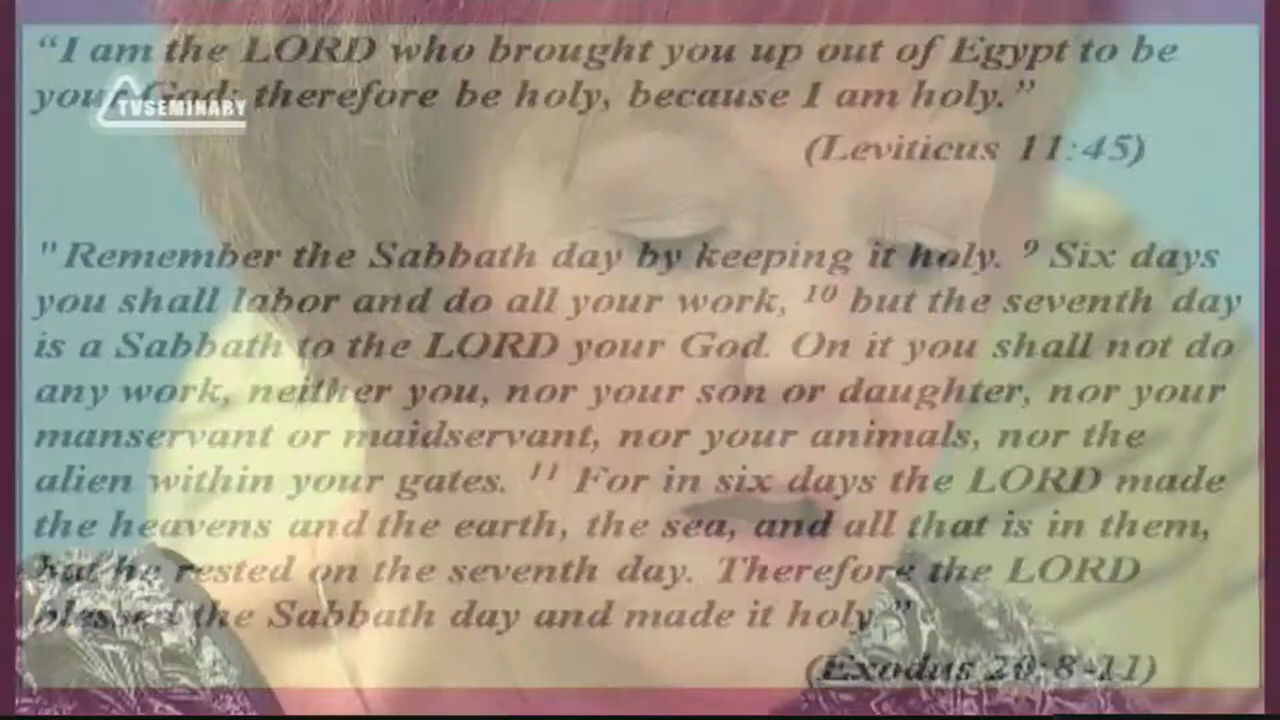 “I am the LORD who brought you up out of Egypt to be
your God; therefore be holy, because I am holy.”
TVSEMINARY
(Leviticus 11:45)
"Remember the Sabbath day by keeping it holy. 9 Six days
you shall labor and do all your work, 10 but the seventh day
is a Sabbath to the LORD your God. On it you shall not do
any work, neither you, nor your son or daughter, nor your
manservant or maidservant, nor your animals, nor the
alien within your gates. 11 For in six days the LORD made
the heavens and the earth, the sea, and all that is in them,
but he rested on the seventh day. Therefore the LORD
blessed the Sabbath day and made it holy."
(Exodus 20:8-11)